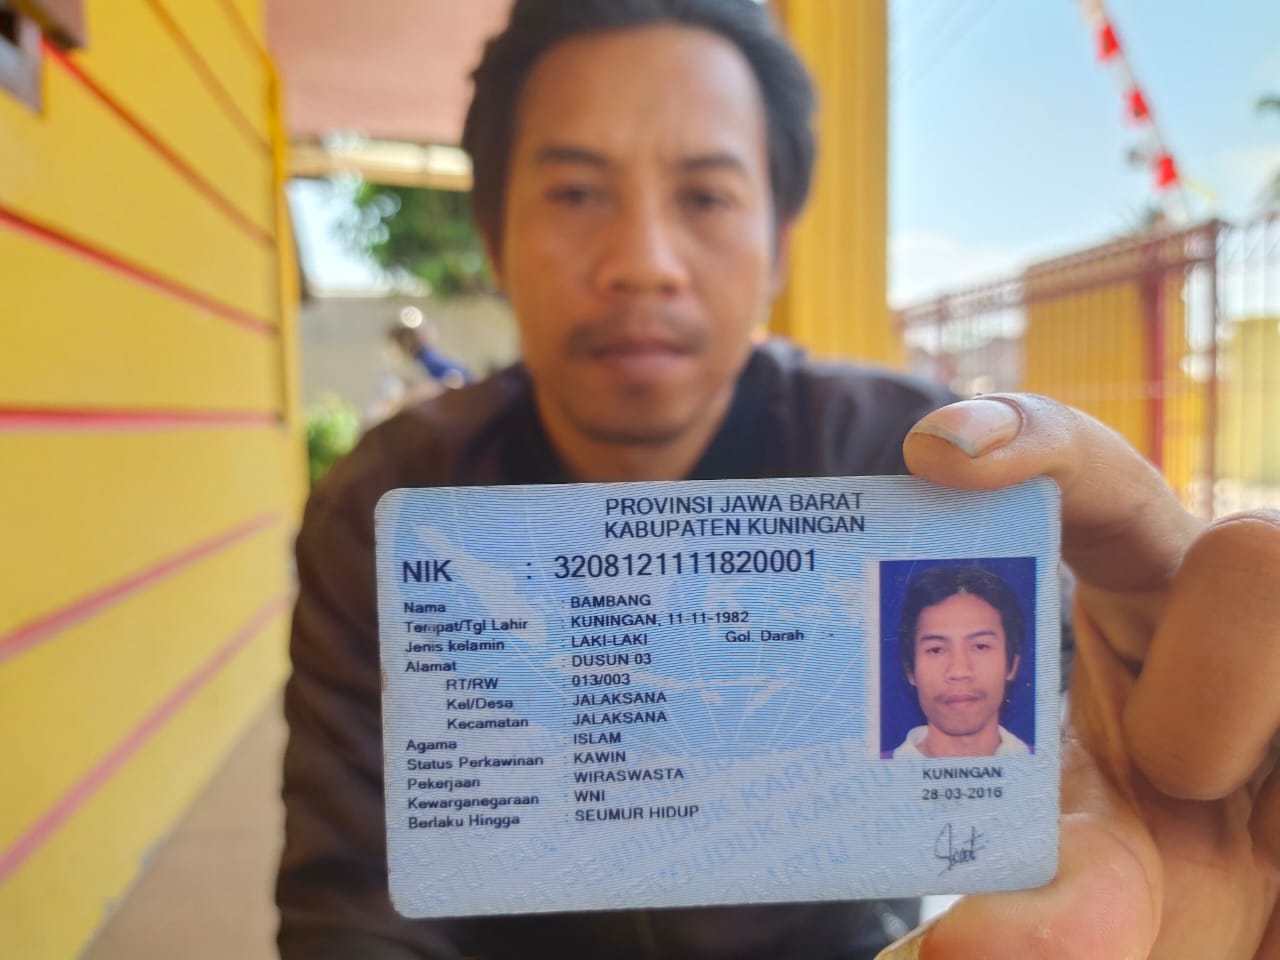 PROVINSI JAWA BARAT
KABUPATEN KUNINGAN
NIK : 3208121111820001
Nama : BAMBANG
Tempat/Tgl Lahir : KUNINGAN, 11-11-1982
Jenis kelamin : LAKI-LAKI Gol. Darah -
Alamat : DUSUN 03
RT/RW : 013/003
Kel/Desa : JALAKSANA
Kecamatan : JALAKSANA
Agama : ISLAM
Status Perkawinan : KAWIN
Pekerjaan : WIRASWASTA
Kewarganegaraan : WNI
Berlaku Hingga : SEUMUR HIDUP
KUNINGAN
28-03-2016